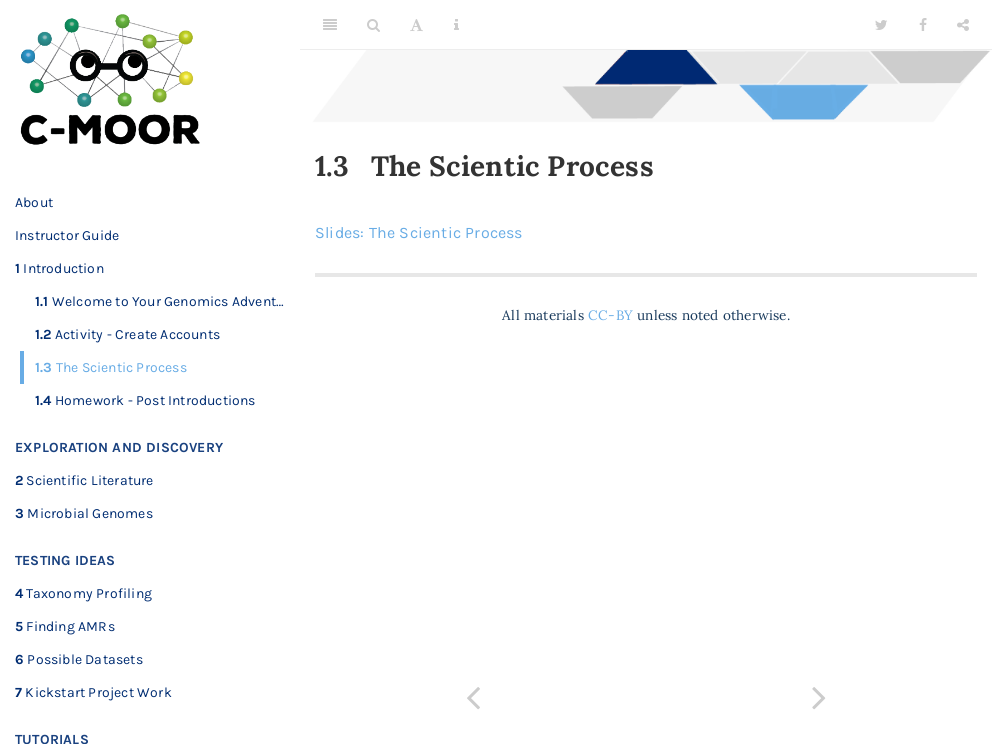 C-MOOR
About
Instructor Guide
1 Introduction
1.1 Welcome to Your Genomics Advent…
1.2 Activity - Create Accounts
1.3 The Scientic Process
1.4 Homework - Post Introductions
EXPLORATION AND DISCOVERY
2 Scientific Literature
3 Microbial Genomes
TESTING IDEAS
4 Taxonomy Profiling
5 Finding AMRs
6 Possible Datasets
7 Kickstart Project Work
TUTORIALS
1.3 The Scientic Process
Slides: The Scientic Process
All materials CC-BY unless noted otherwise.